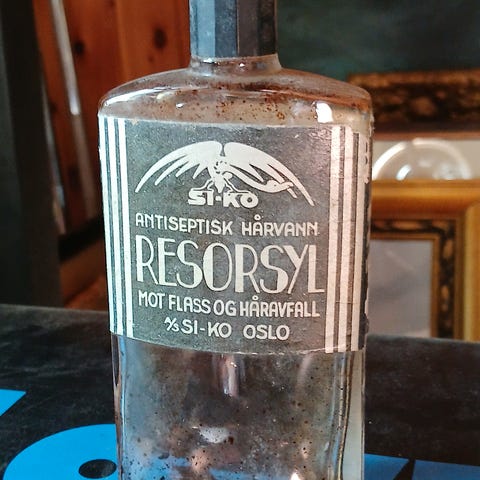 SI-KO
ANTISEPTISK HÅRVANN
RESORSYL
MOT FLASS OG HÅRAVFALL
A/S SI-KO OSLO